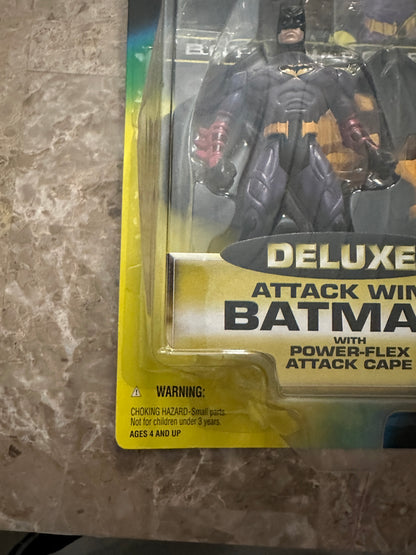 DELUXE
ATTACK WIN
BATMA
WITH
POWER-FLEX
ATTACK CAPE
⚠ WARNING:
CHOKING HAZARD-Small parts.
Not for children under 3 years.
AGES 4 AND UP